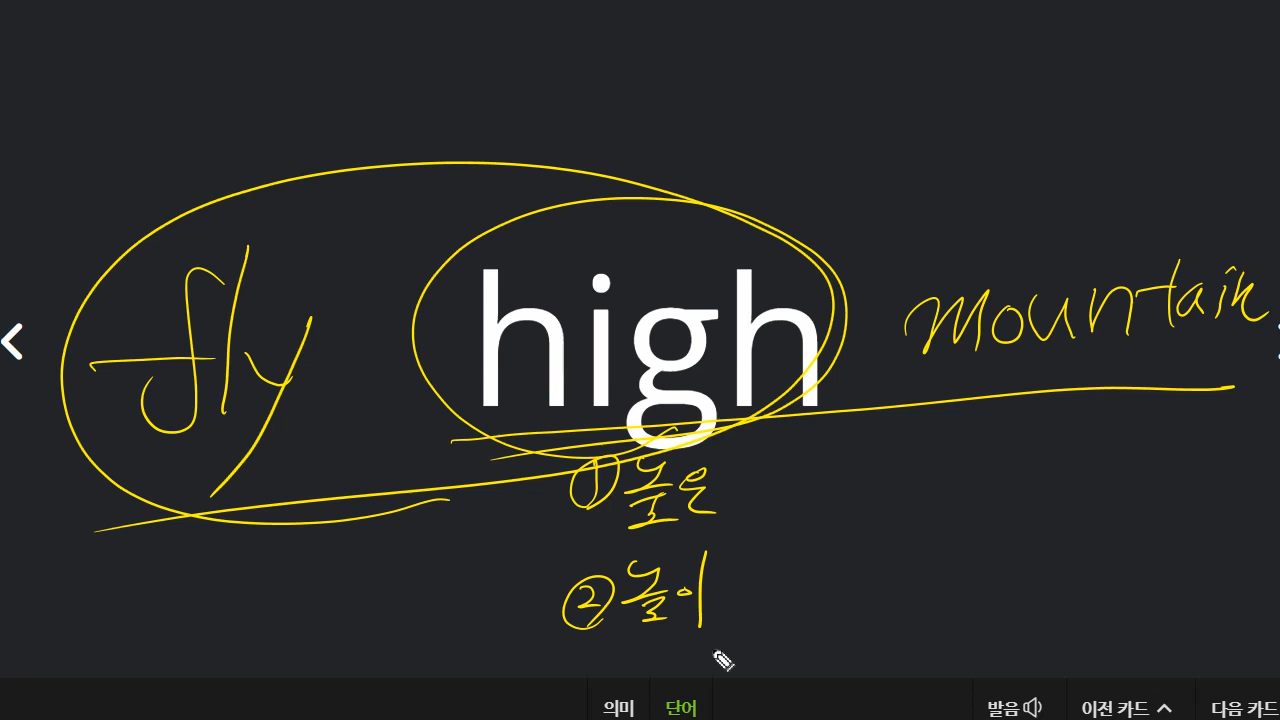 fly high mountain
①높은
②높이
의미 단어 발음 이전 카드 다음 카드